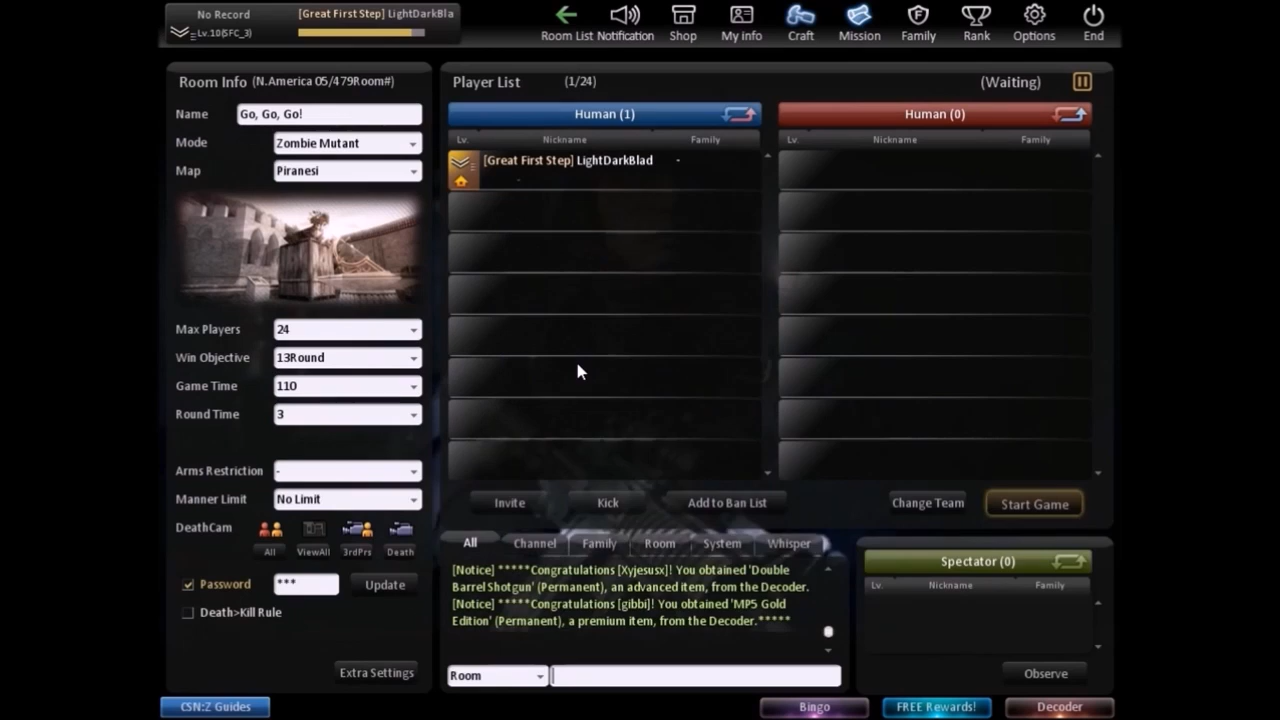 No Record
[Great First Step] LightDarkBla
Lv.10(SFC_3)
Room List
Notification
Shop
My info
Craft
Mission
Family
Rank
Options
End
Room Info (N.America 05/479Room#)
Name Go, Go, Go!
Mode Zombie Mutant
Map Piranesi
Max Players 24
Win Objective 13Round
Game Time 110
Round Time 3
Arms Restriction -
Manner Limit No Limit
DeathCam
All ViewAll 3rdPrs Death
Password *** Update
Death>Kill Rule
Extra Settings
Player List (1/24) (Waiting)
Human (1)
Lv. Nickname Family
[Great First Step] LightDarkBlad -
Human (0)
Lv. Nickname Family
Invite Kick Add to Ban List Change Team Start Game
All Channel Family Room System Whisper
[Notice] *****Congratulations [Xyjesusx]! You obtained 'Double
Barrel Shotgun' (Permanent), an advanced item, from the Decoder.
[Notice] *****Congratulations [gibbi]! You obtained 'MP5 Gold
Edition' (Permanent), a premium item, from the Decoder.*****
Room
Spectator (0)
Lv. Nickname Family
Observe
CSN:Z Guides
Bingo
FREE Rewards!
Decoder